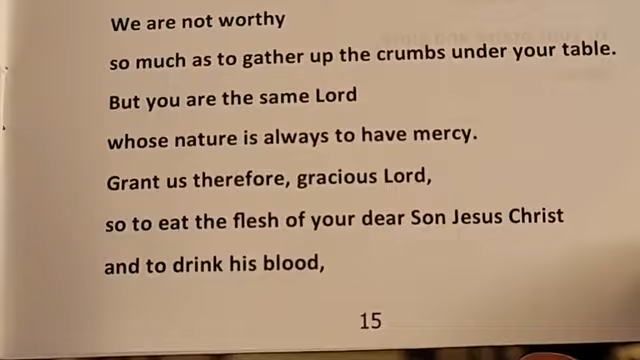 We are not worthy
so much as to gather up the crumbs under your table.
But you are the same Lord
whose nature is always to have mercy.
Grant us therefore, gracious Lord,
so to eat the flesh of your dear Son Jesus Christ
and to drink his blood,
15